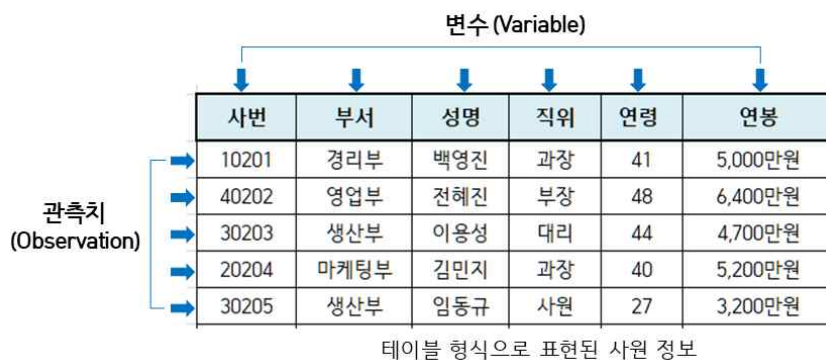 변수(Variable)
사번 부서 성명 직위 연령 연봉
10201 경리부 백영진 과장 41 5,000만원
40202 영업부 전혜진 부장 48 6,400만원
관측치
(Observation)
30203 생산부 이용성 대리 44 4,700만원
20204 마케팅부 김민지 과장 40 5,200만원
30205 생산부 임동규 사원 27 3,200만원
테이블 형식으로 표현된 사원 정보